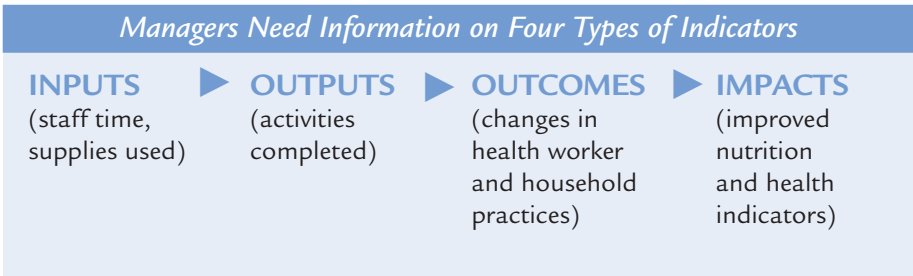 Managers Need Information on Four Types of Indicators
INPUTS
(staff time,
supplies used)
OUTPUTS
(activities
completed)
OUTCOMES
(changes in
health worker
and household
practices)
IMPACTS
(improved
nutrition
and health
indicators)